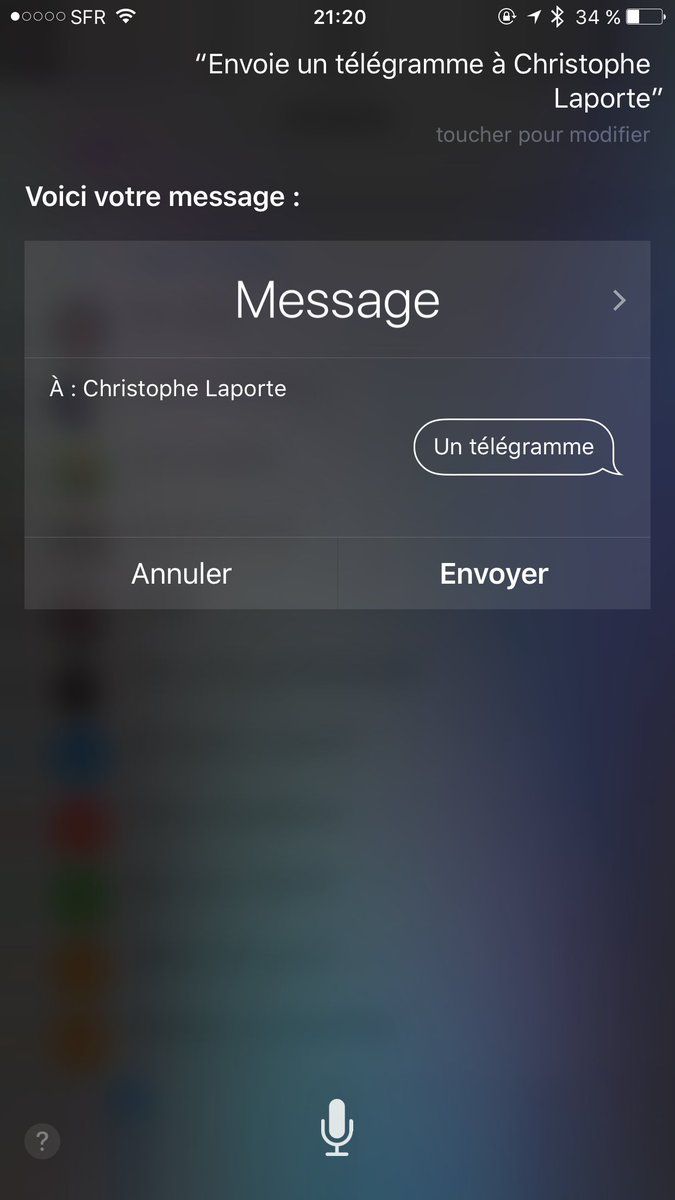 SFR 21:20 34 %
“Envoie un télégramme à Christophe
Laporte”
toucher pour modifier
Voici votre message :
Message
À : Christophe Laporte
Un télégramme
Annuler Envoyer
?